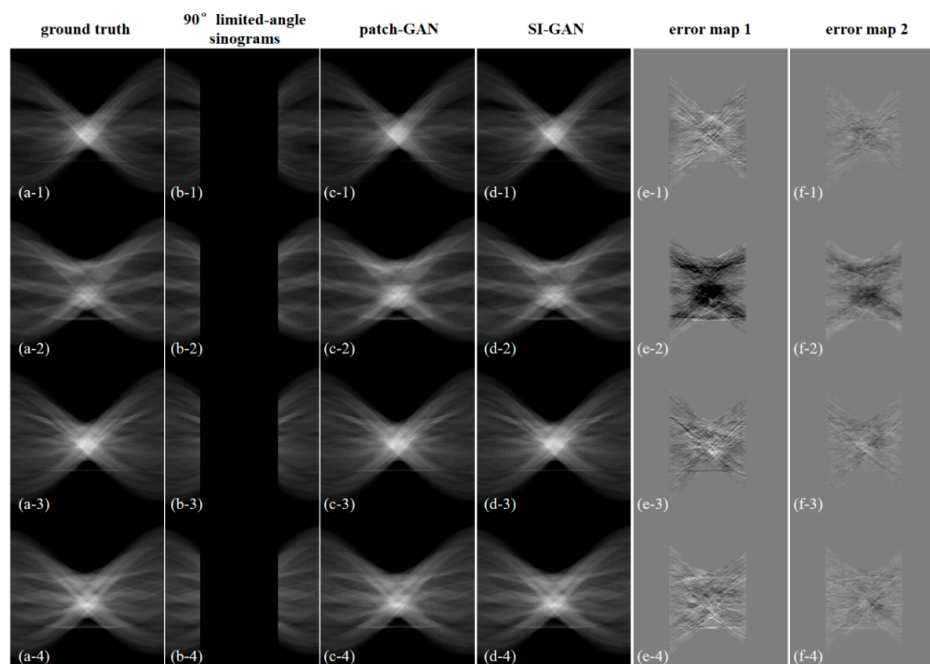 ground truth
90° limited-angle
sinograms
patch-GAN
SI-GAN
error map 1
error map 2
(a-1)
(b-1)
(c-1)
(d-1)
(e-1)
(f-1)
(a-2)
(b-2)
(c-2)
(d-2)
(e-2)
(f-2)
(a-3)
(b-3)
(c-3)
(d-3)
(e-3)
(f-3)
(a-4)
(b-4)
(c-4)
(d-4)
(e-4)
(f-4)